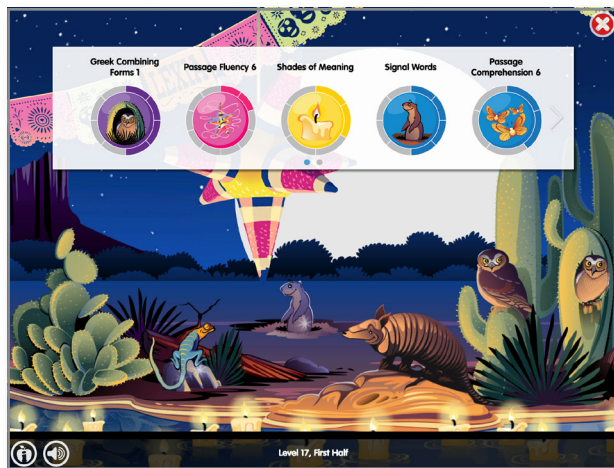 Greek Combining
Forms 1
Passage Fluency 6
Shades of Meaning
Signal Words
Passage
Comprehension 6
Level 17, First Half